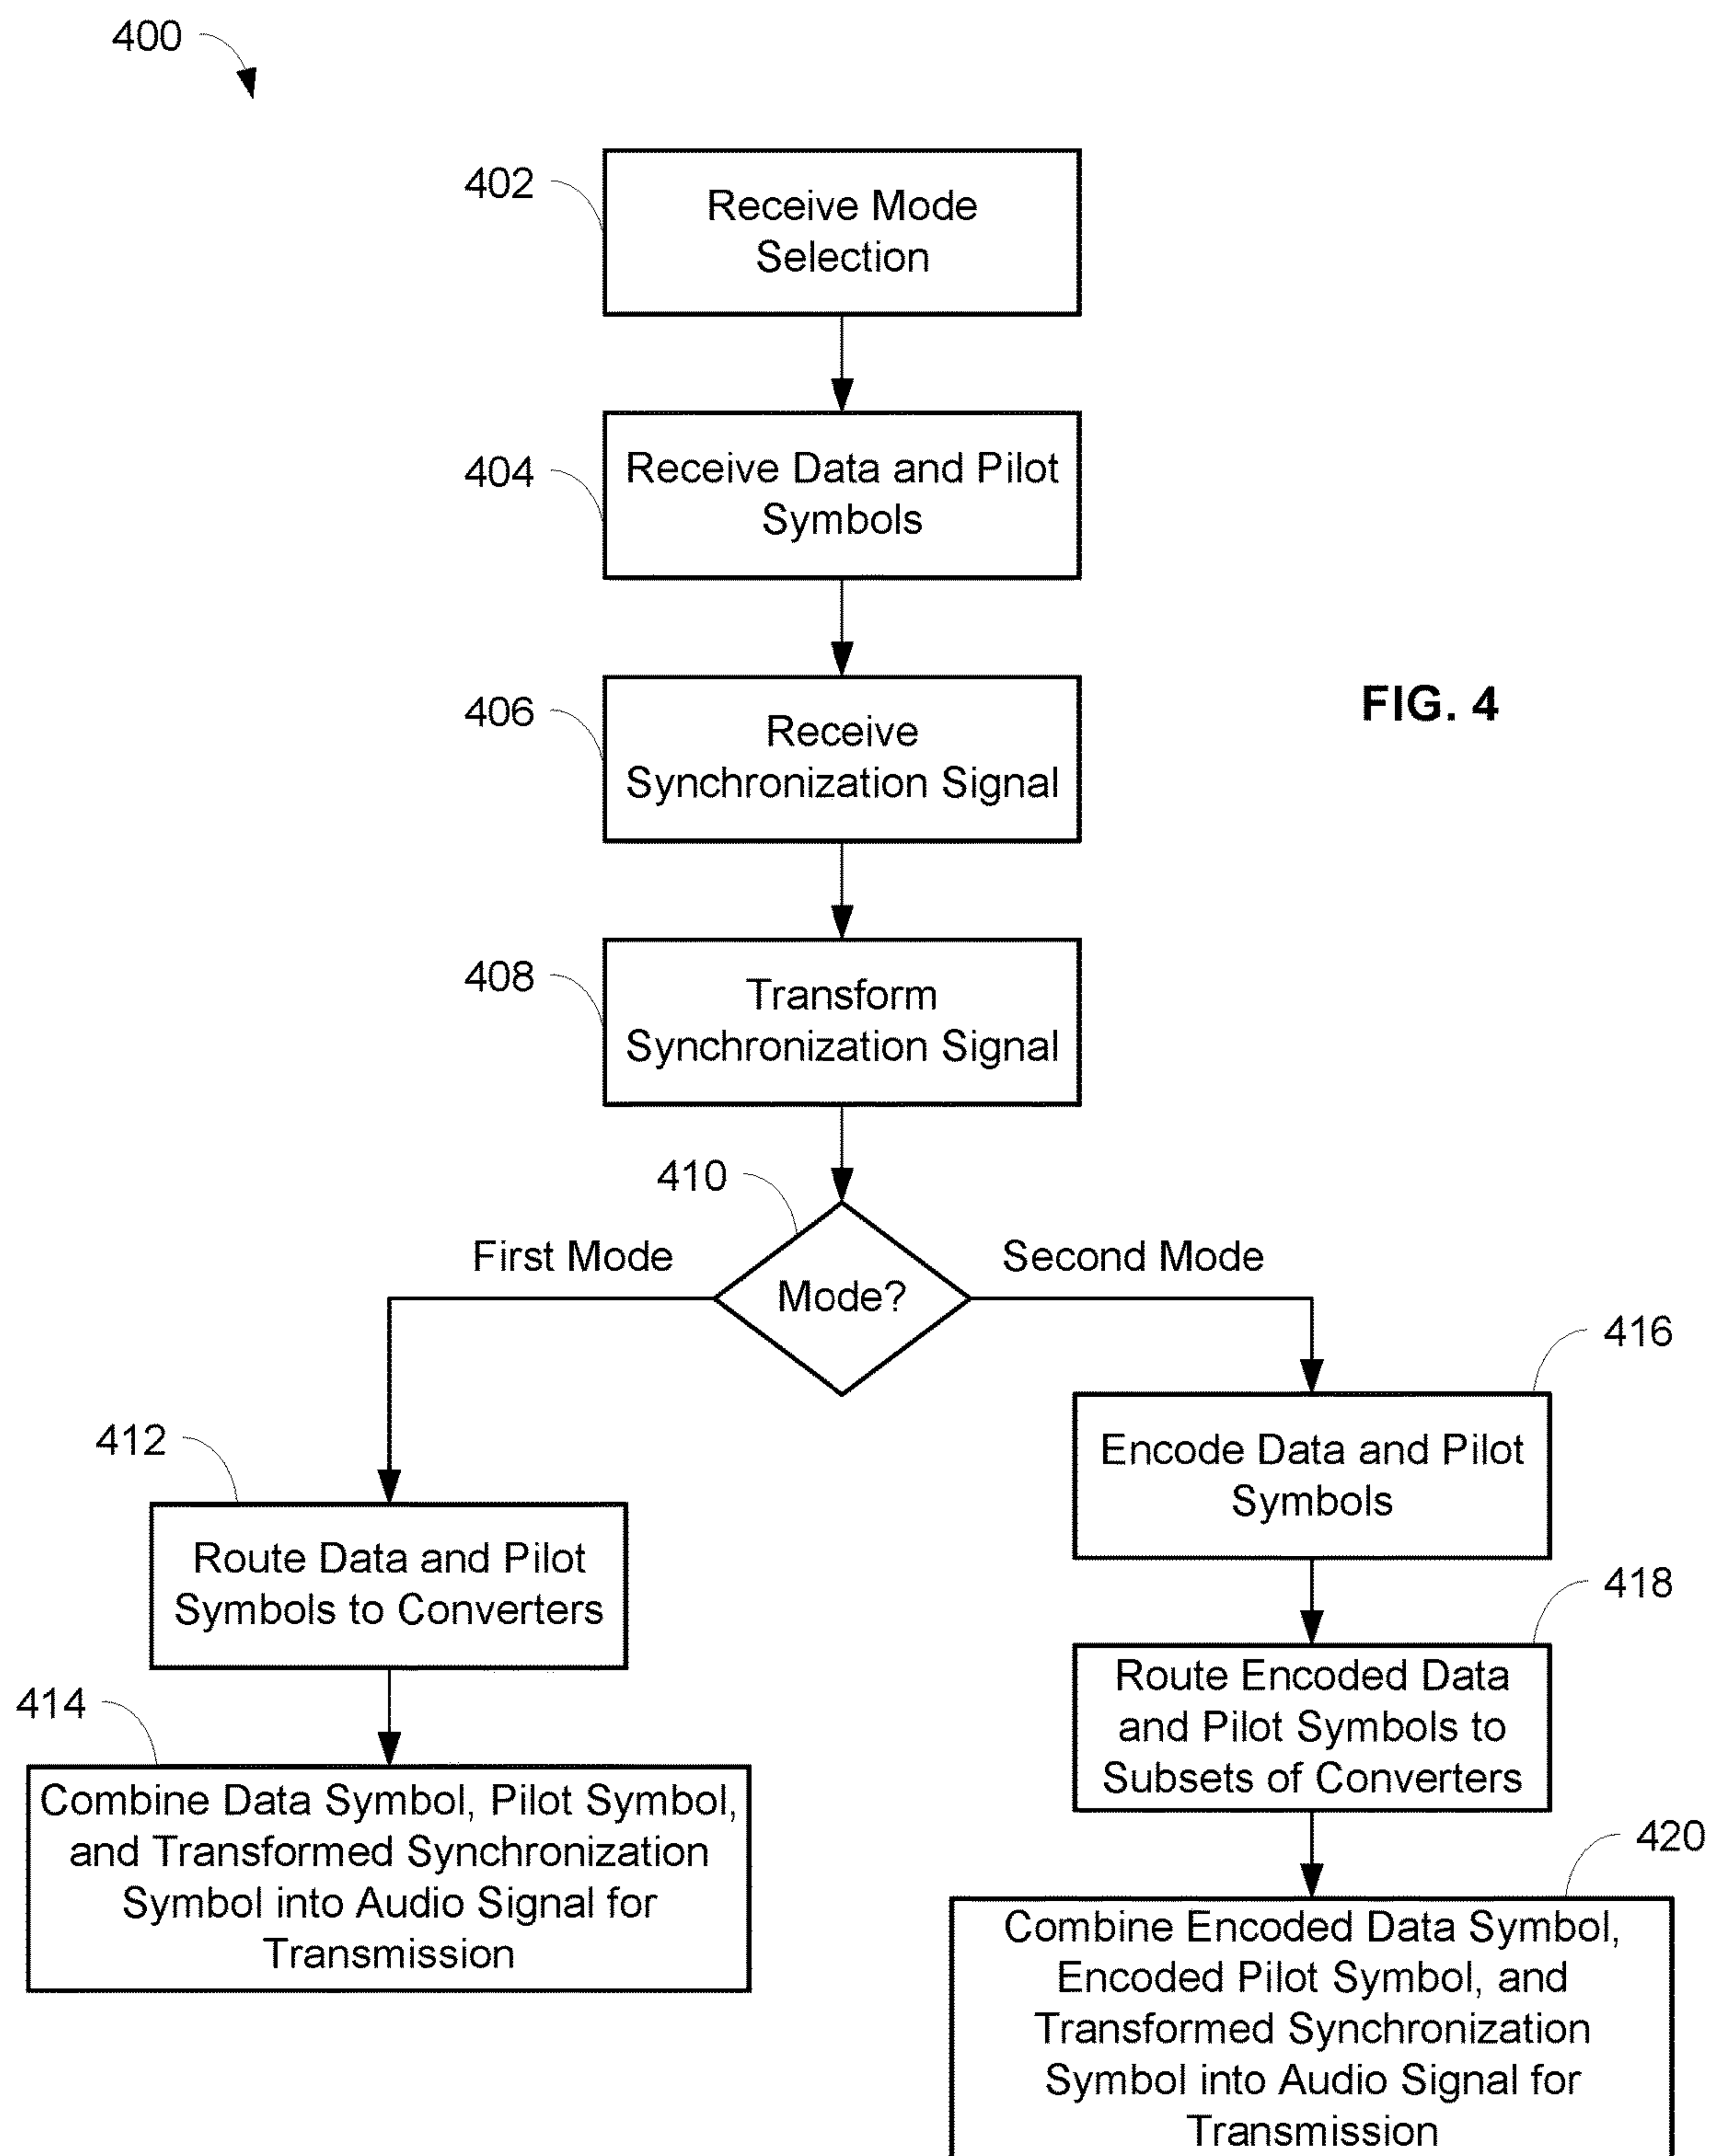 400
402
Receive Mode
Selection
404
Receive Data and Pilot
Symbols
406
Receive
Synchronization Signal
FIG. 4
408
Transform
Synchronization Signal
410
First Mode
Mode?
Second Mode
412
Route Data and Pilot
Symbols to Converters
414
Combine Data Symbol, Pilot Symbol,
and Transformed Synchronization
Symbol into Audio Signal for
Transmission
416
Encode Data and Pilot
Symbols
418
Route Encoded Data
and Pilot Symbols to
Subsets of Converters
420
Combine Encoded Data Symbol,
Encoded Pilot Symbol, and
Transformed Synchronization
Symbol into Audio Signal for
Transmission